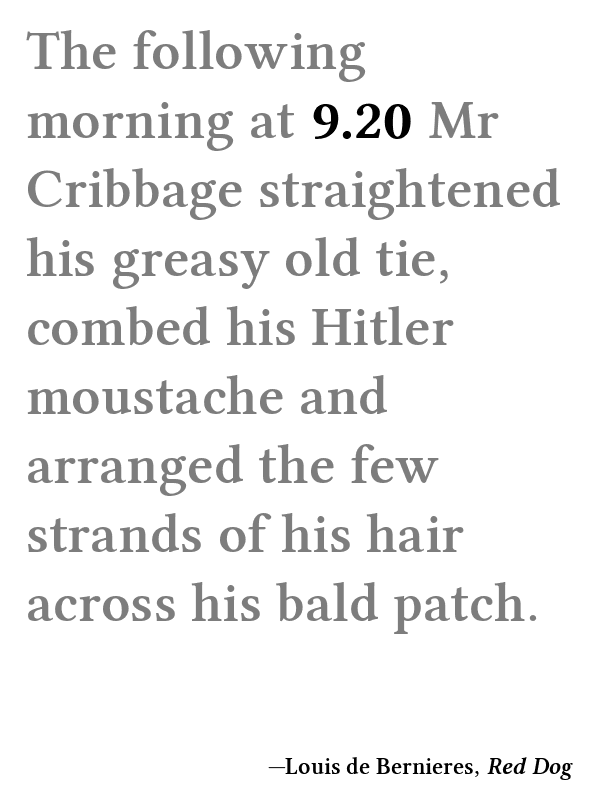 The following
morning at 9.20 Mr
Cribbage straightened
his greasy old tie,
combed his Hitler
moustache and
arranged the few
strands of his hair
across his bald patch.
—Louis de Bernieres, Red Dog